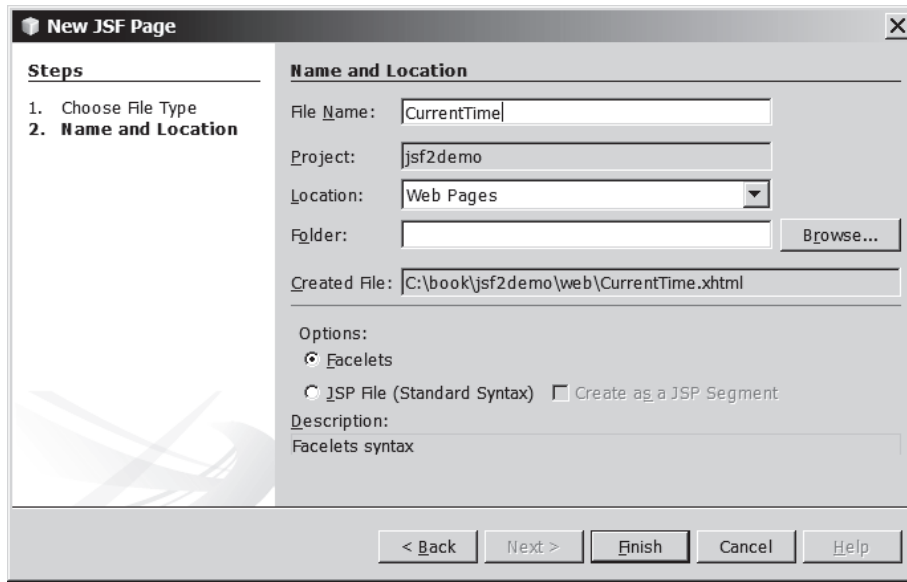 New JSF Page
Steps
1. Choose File Type
2. Name and Location
Name and Location
File Name: CurrentTime
Project: jsf2demo
Location: Web Pages
Folder: Browse...
Created File: C:\book\jsf2demo\web\CurrentTime.xhtml
Options:
Facelets
JSP File (Standard Syntax) Create as a JSP Segment
Description:
Facelets syntax
< Back Next > Finish Cancel Help